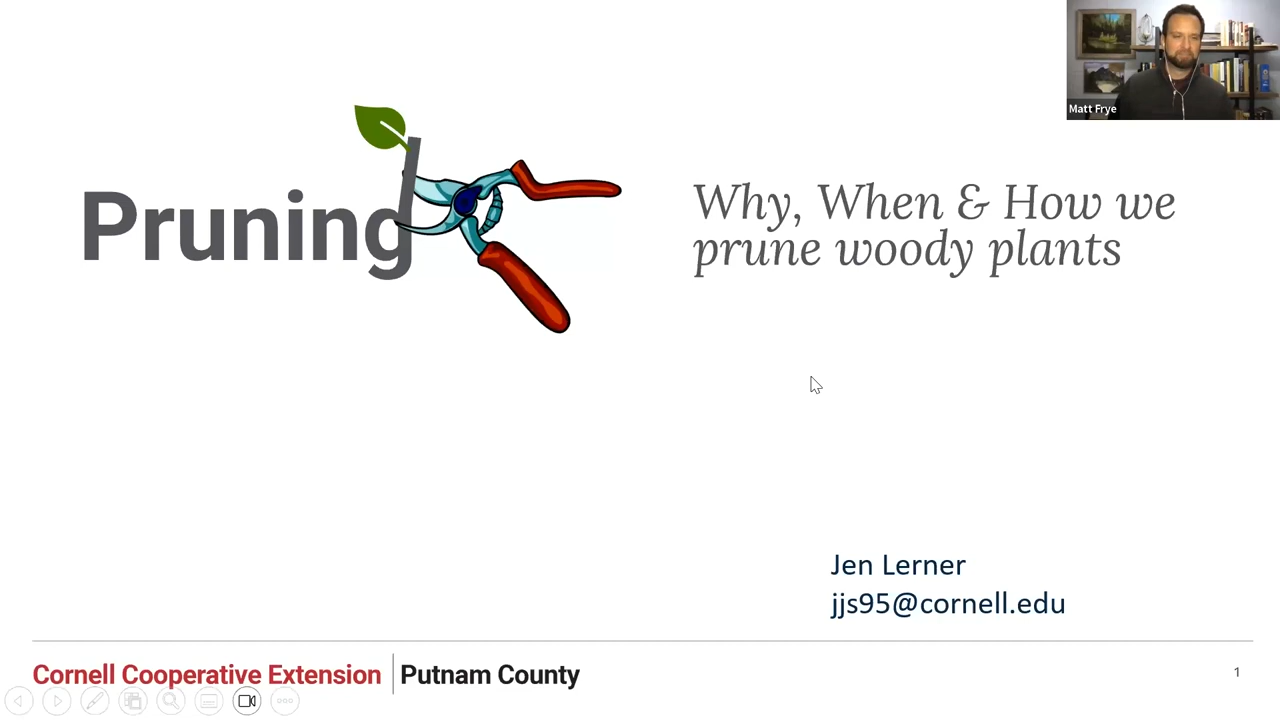 Matt Frye
Pruning
Why, When & How we
prune woody plants
Jen Lerner
jjs95@cornell.edu
Cornell Cooperative Extension | Putnam County
1